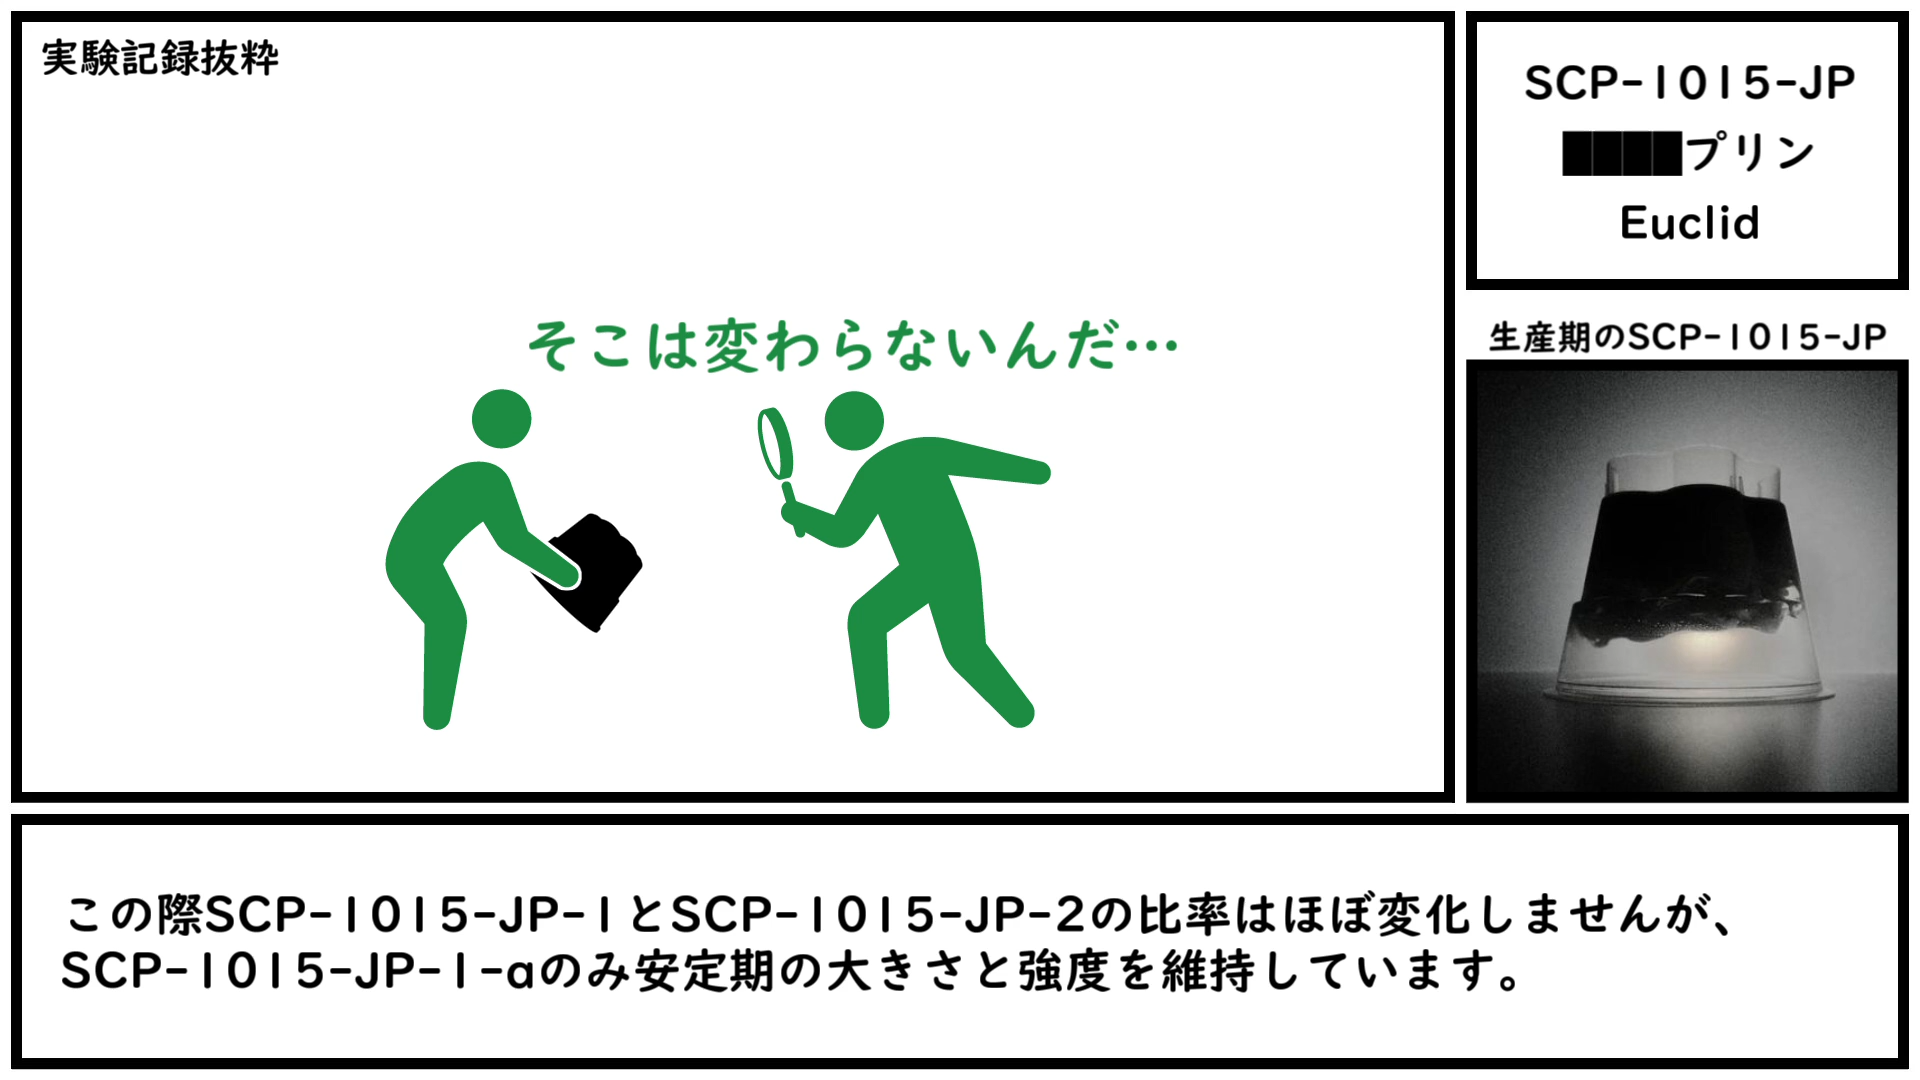 実験記録抜粋
そこは変わらないんだ…
SCP-1015-JP
████プリン
Euclid
生産期のSCP-1015-JP
この際SCP-1015-JP-1とSCP-1015-JP-2の比率はほぼ変化しませんが、
SCP-1015-JP-1-aのみ安定期の大きさと強度を維持しています。